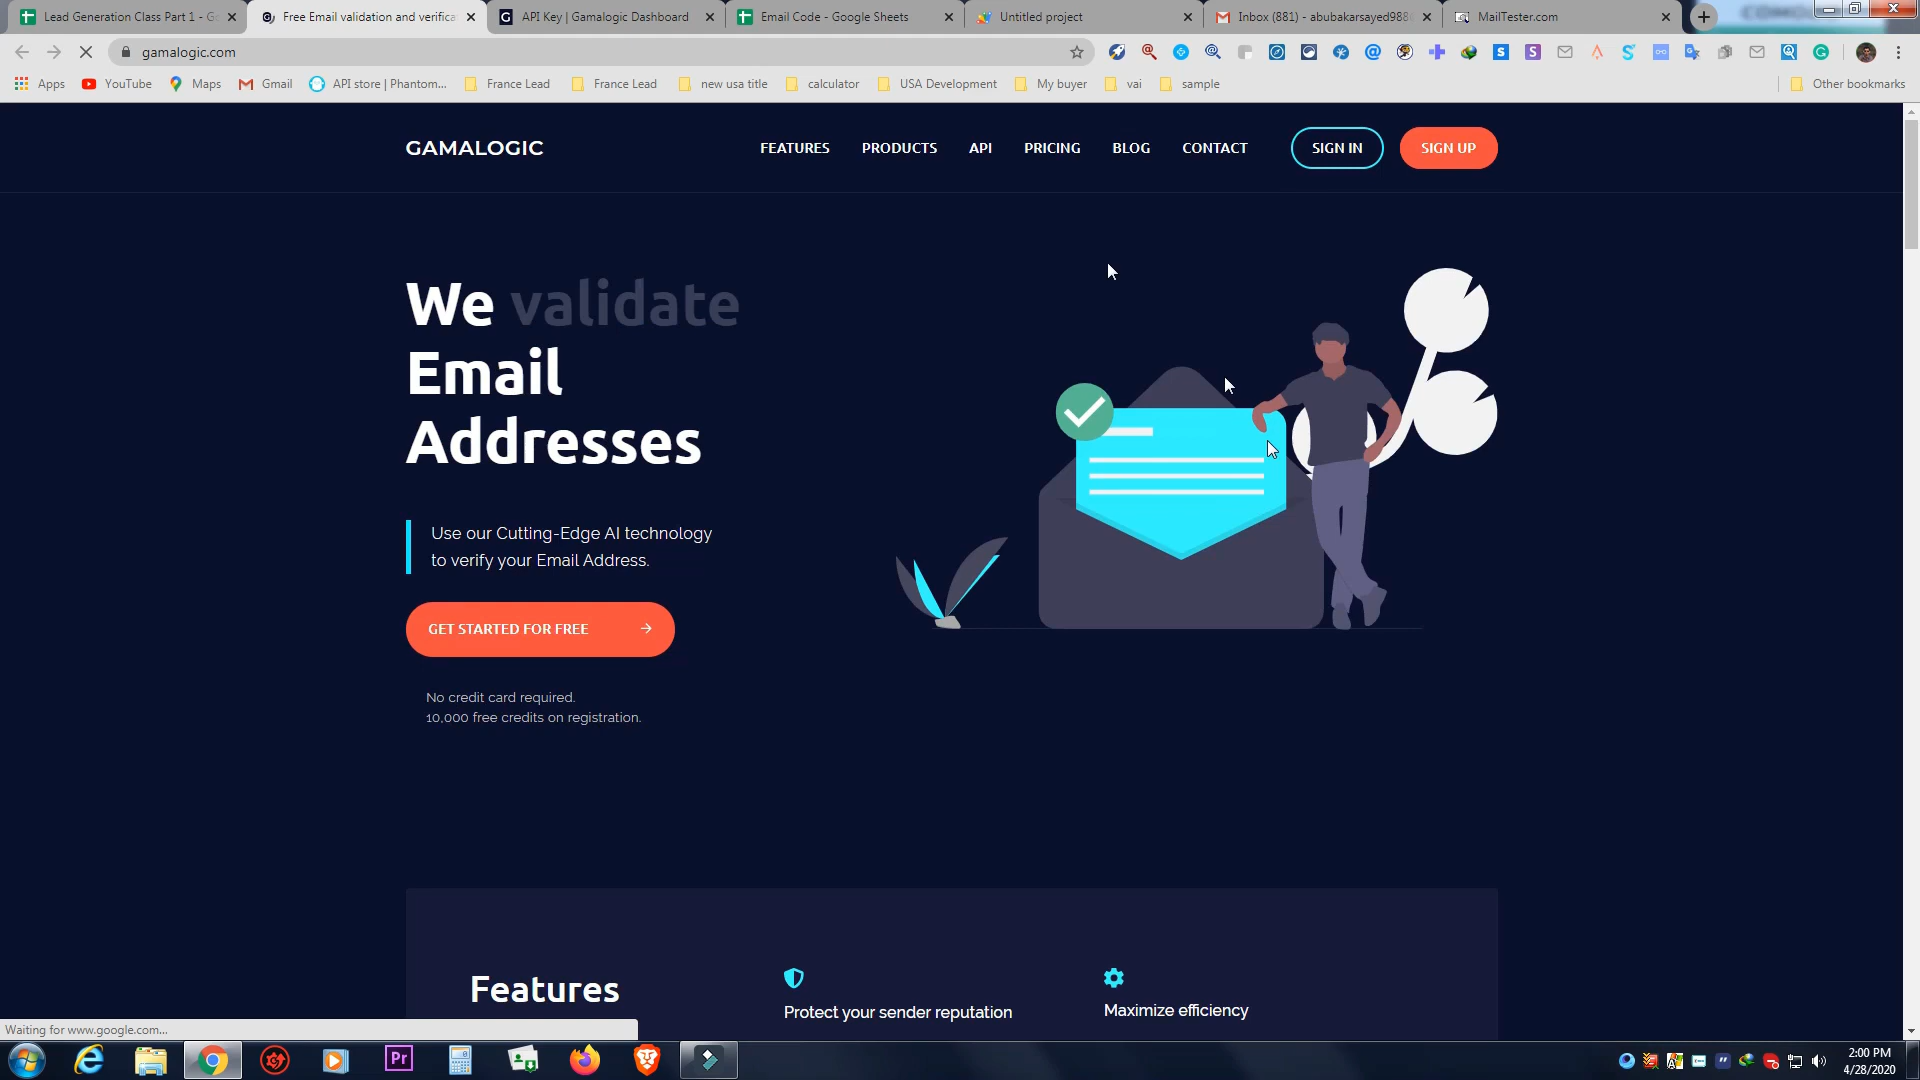 Lead Generation Class Part 1 - G
Free Email validation and verifica
API Key | Gamalogic Dashboard
Email Code - Google Sheets
Untitled project
Inbox (881) - abubakarsayed988
MailTester.com
gamalogic.com
Apps
YouTube
Maps
Gmail
API store | Phantom...
France Lead
France Lead
new usa title
calculator
USA Development
My buyer
vai
sample
Other bookmarks
GAMALOGIC
FEATURES
PRODUCTS
API
PRICING
BLOG
CONTACT
SIGN IN
SIGN UP
We validate
Email
Addresses
Use our Cutting-Edge AI technology
to verify your Email Address.
GET STARTED FOR FREE
No credit card required.
10,000 free credits on registration.
Features
Protect your sender reputation
Maximize efficiency
Waiting for www.google.com...
Pr
2:00 PM
4/28/2020